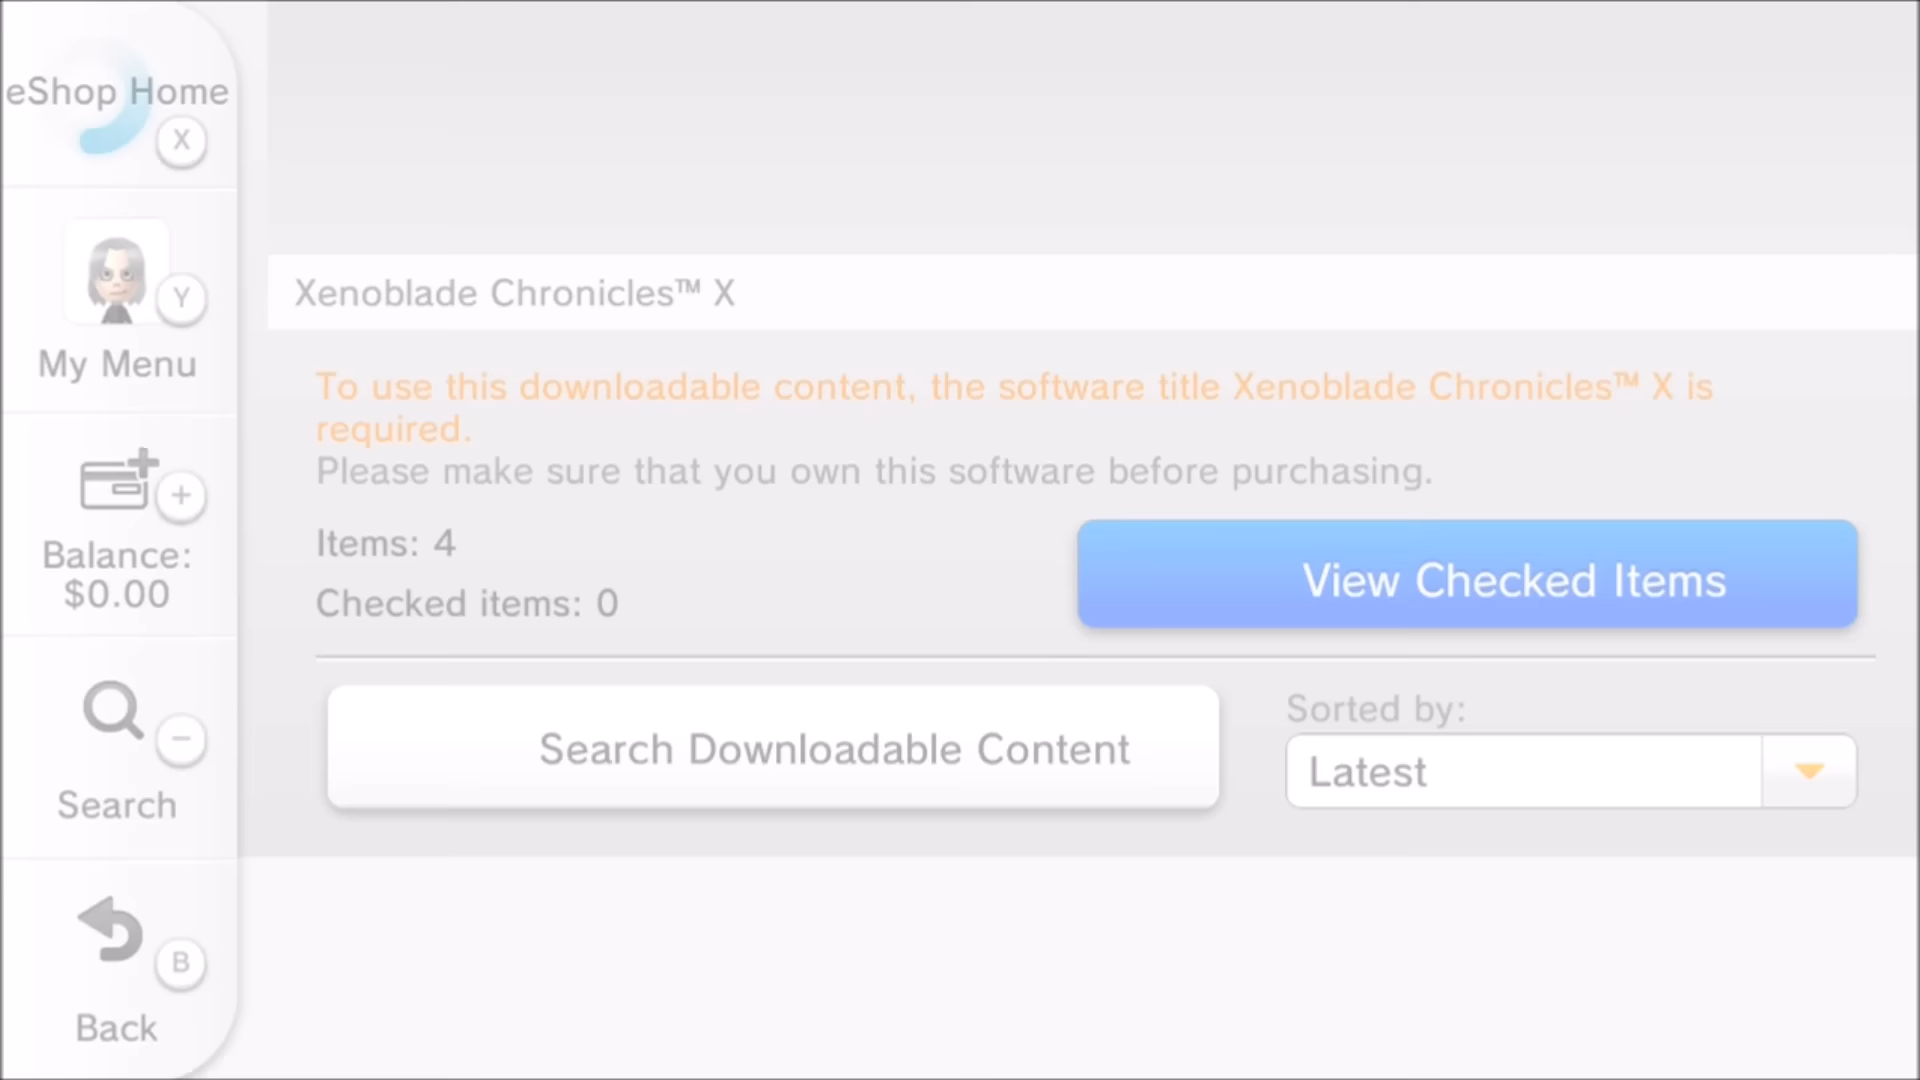 eShop Home
X
Y
My Menu
+
Balance:
$0.00
−
Search
B
Back
Xenoblade Chronicles™ X
To use this downloadable content, the software title Xenoblade Chronicles™ X is
required.
Please make sure that you own this software before purchasing.
Items: 4
Checked items: 0
View Checked Items
Search Downloadable Content
Sorted by:
Latest